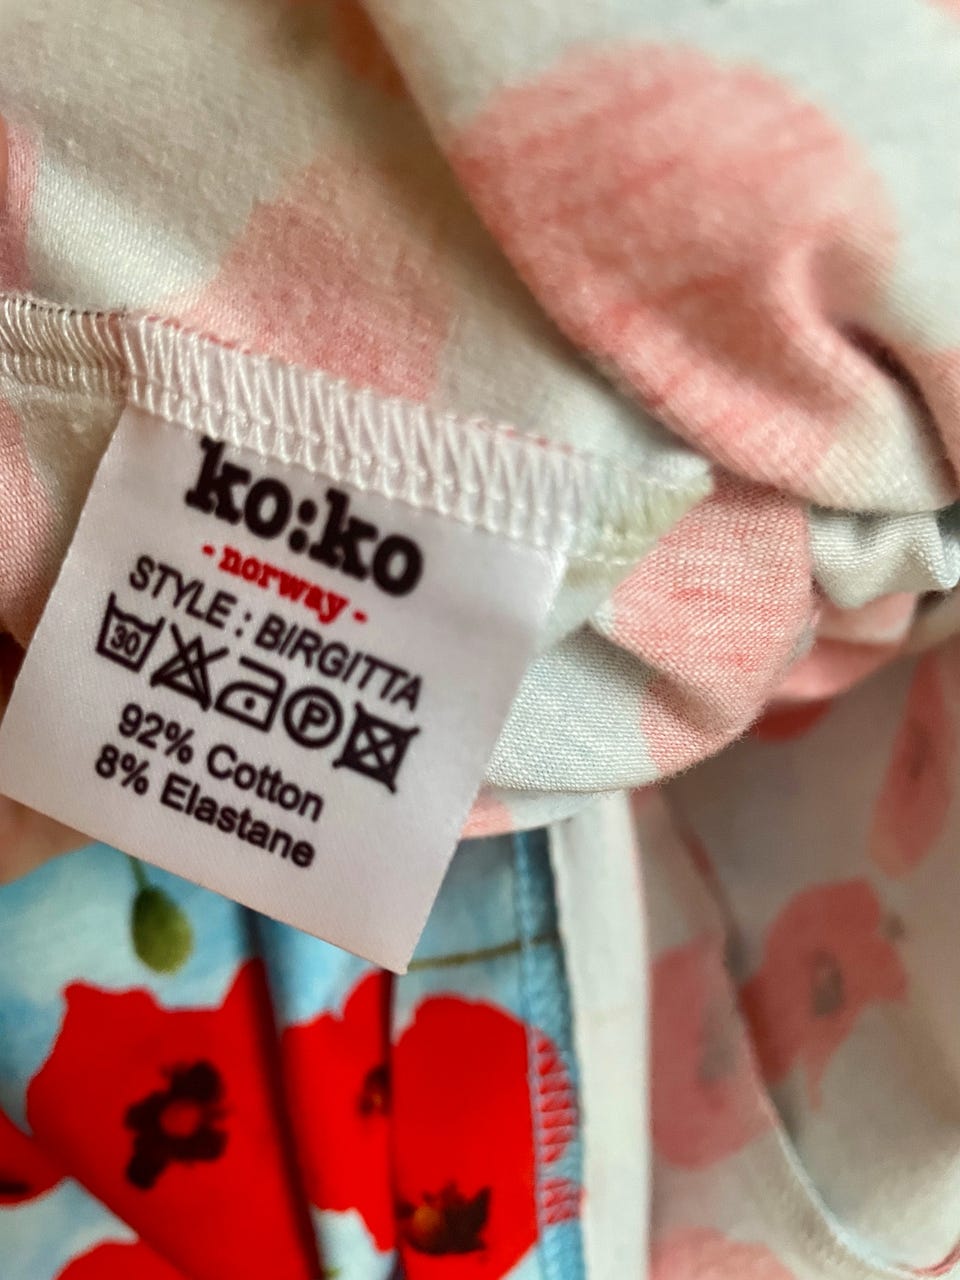 ko:ko
- norway -
STYLE : BIRGITTA
30 P
92% Cotton
8% Elastane